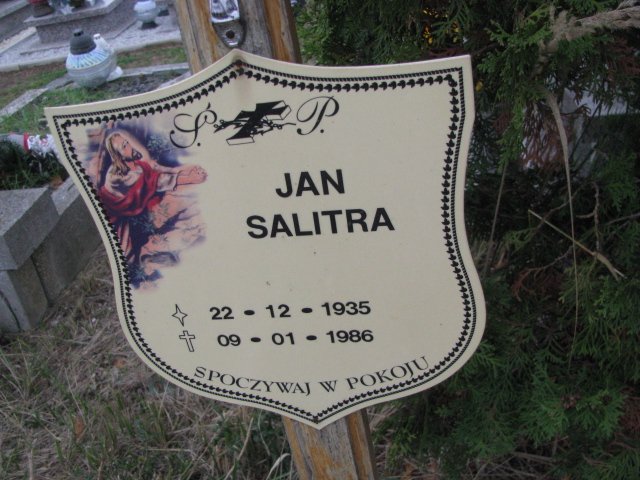 Ś. P.
JAN
SALITRA
22 • 12 • 1935
09 • 01 • 1986
SPOCZYWAJ W POKOJU